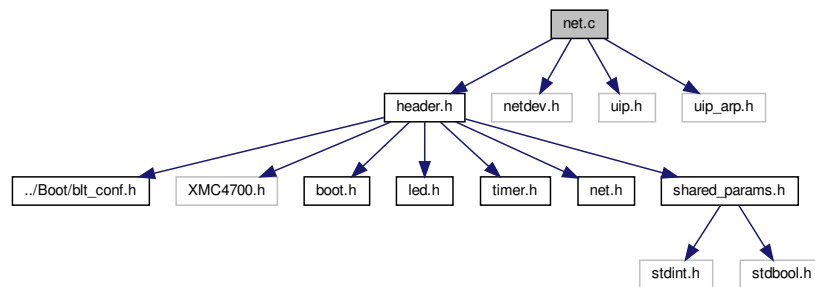 net.c
header.h
netdev.h
uip.h
uip_arp.h
../Boot/blt_conf.h
XMC4700.h
boot.h
led.h
timer.h
net.h
shared_params.h
stdint.h
stdbool.h